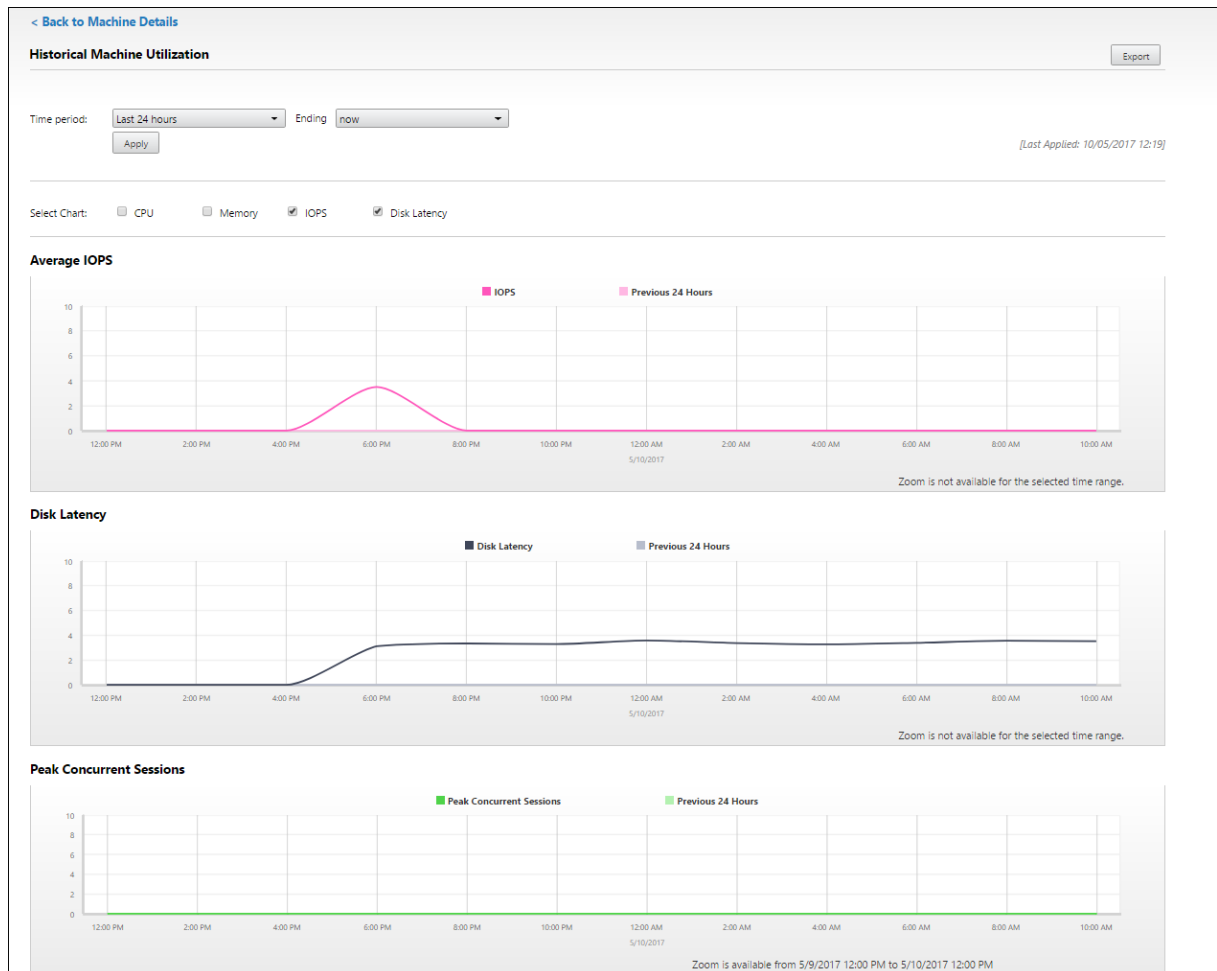 < Back to Machine Details
Historical Machine Utilization
Export
Time period: Last 24 hours Ending now
Apply
[Last Applied: 10/05/2017 12:19]
Select Chart: CPU Memory IOPS Disk Latency
Average IOPS
IOPS Previous 24 Hours
10
8
6
4
2
0
12:00 PM 2:00 PM 4:00 PM 6:00 PM 8:00 PM 10:00 PM 12:00 AM 2:00 AM 4:00 AM 6:00 AM 8:00 AM 10:00 AM
5/10/2017
Zoom is not available for the selected time range.
Disk Latency
Disk Latency Previous 24 Hours
10
8
6
4
2
0
12:00 PM 2:00 PM 4:00 PM 6:00 PM 8:00 PM 10:00 PM 12:00 AM 2:00 AM 4:00 AM 6:00 AM 8:00 AM 10:00 AM
5/10/2017
Zoom is not available for the selected time range.
Peak Concurrent Sessions
Peak Concurrent Sessions Previous 24 Hours
10
8
6
4
2
0
12:00 PM 2:00 PM 4:00 PM 6:00 PM 8:00 PM 10:00 PM 12:00 AM 2:00 AM 4:00 AM 6:00 AM 8:00 AM 10:00 AM
5/10/2017
Zoom is available from 5/9/2017 12:00 PM to 5/10/2017 12:00 PM